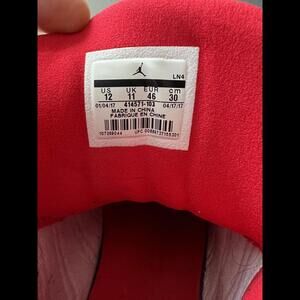 LN4
US UK EUR cm
12 11 46 30
01/04/17 414571-103 04/17/17
MADE IN CHINA
FABRIQUE EN CHINE